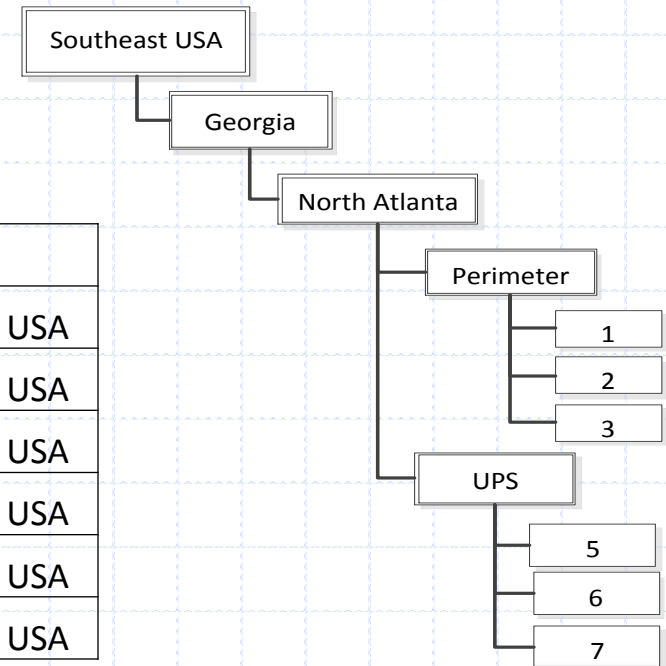 Southeast USA
Georgia
North Atlanta
Perimeter
1
2
3
UPS
5
6
7
USA
USA
USA
USA
USA
USA